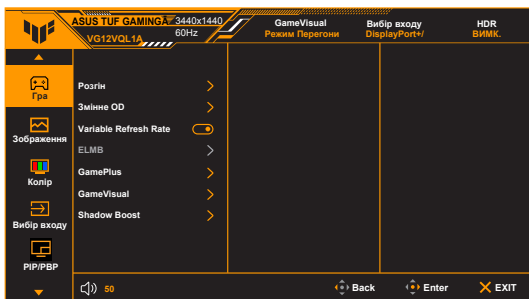 ASUS TUF GAMING 3440x1440
VG12VQL1A 60Hz
GameVisual
Режим Перегони
Вибір входу
DisplayPort+/
HDR
ВИМК.
Гра
Зображення
Колір
Вибір входу
PIP/PBP
Розгін
Змінне OD
Variable Refresh Rate
ELMB
GamePlus
GameVisual
Shadow Boost
50
Back
Enter
EXIT